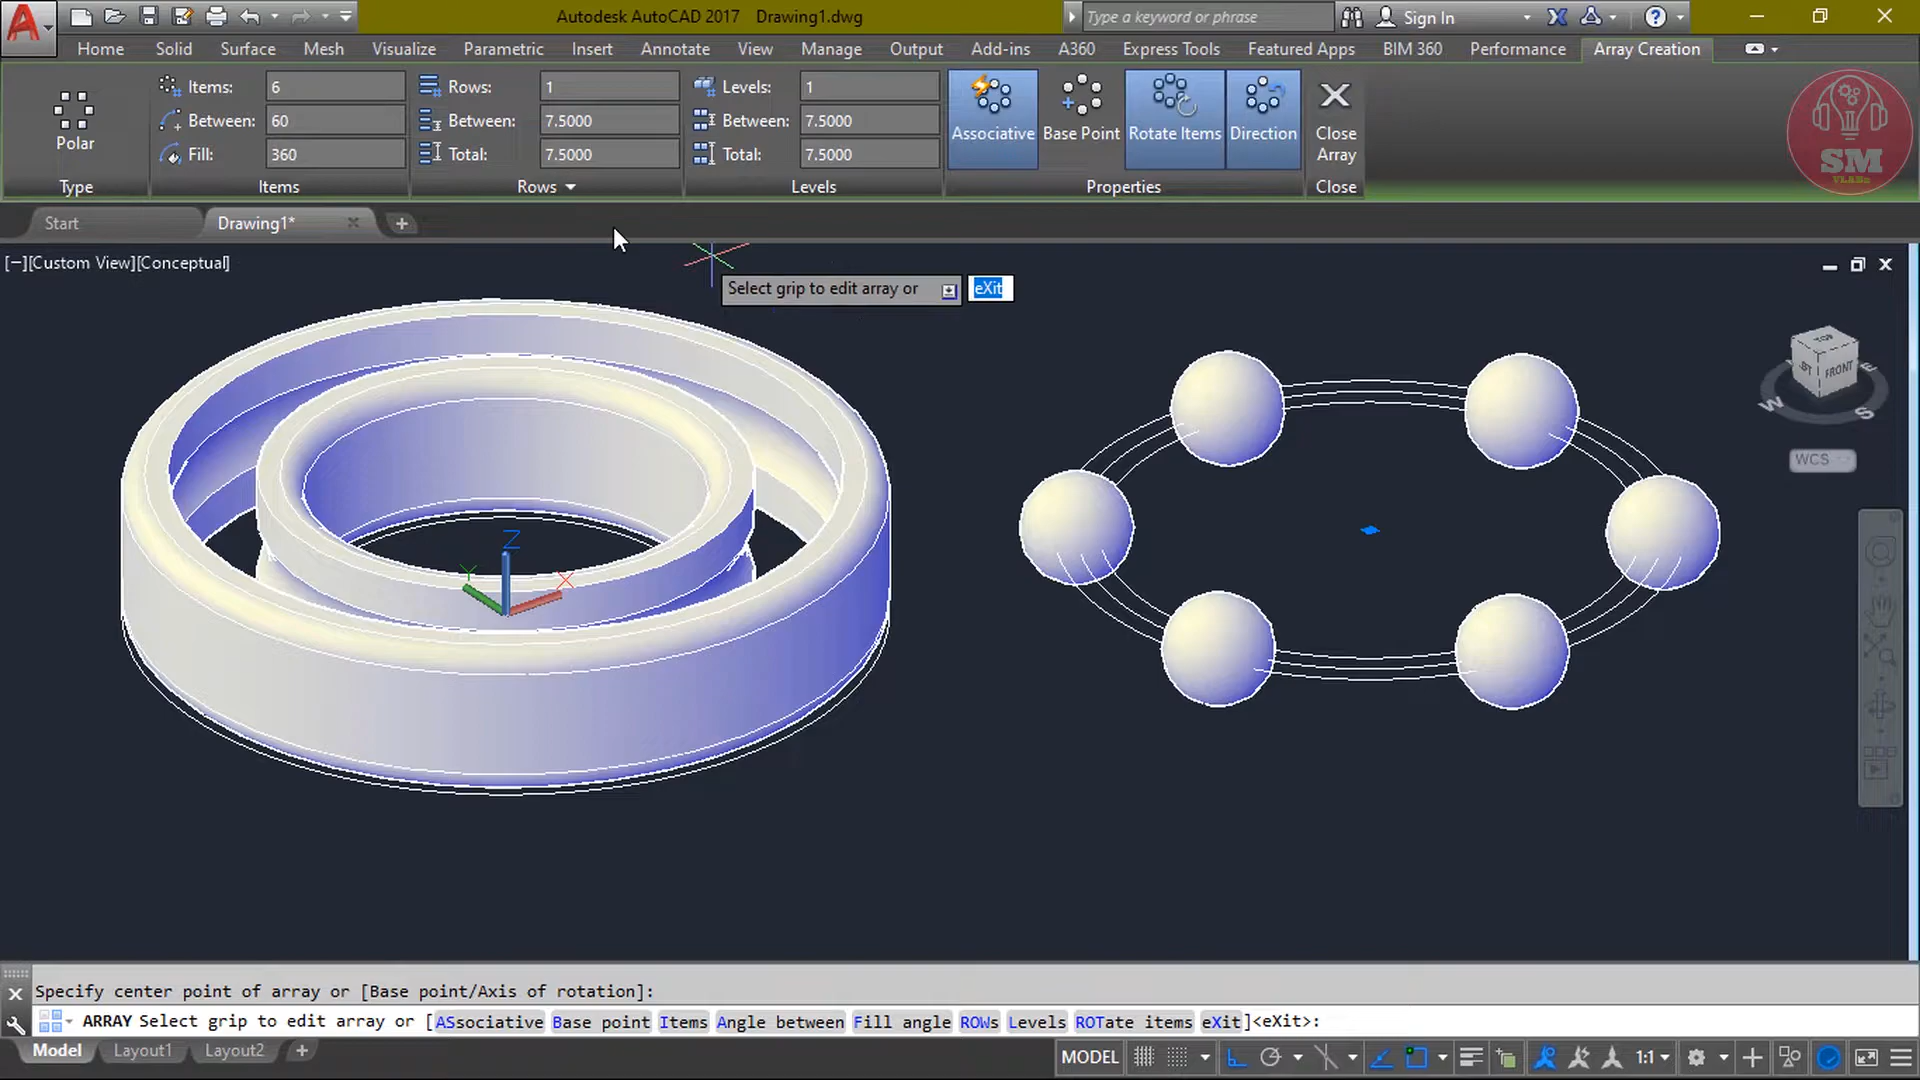 Autodesk AutoCAD 2017 Drawing1.dwg
Type a keyword or phrase
Sign In
Home Solid Surface Mesh Visualize Parametric Insert Annotate View Manage Output Add-ins A360 Express Tools Featured Apps BIM 360 Performance Array Creation
Items: 6 Rows: 1 Levels: 1
Between: 60 Between: 7.5000 Between: 7.5000
Fill: 360 Total: 7.5000 Total: 7.5000
Polar
Associative Base Point Rotate Items Direction Close Array
Type Items Rows Levels Properties Close
SM
VLABs
Start Drawing1*
[−][Custom View][Conceptual]
Select grip to edit array or eXit
TOP
FRONT
W S
WCS
Z
Y X
Specify center point of array or [Base point/Axis of rotation]:
ARRAY Select grip to edit array or [ASsociative Base point Items Angle between Fill angle ROWs Levels ROTate items eXit]<eXit>:
Model Layout1 Layout2
MODEL 1:1